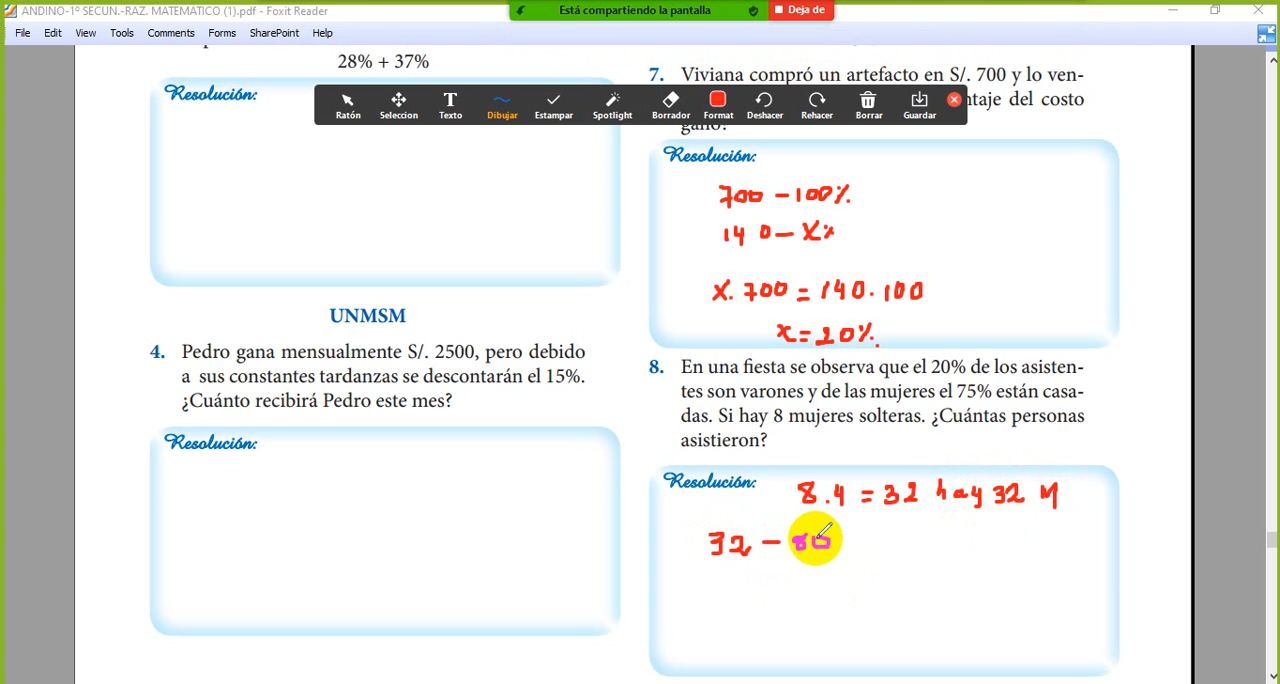 ANDINO-1º SECUN.-RAZ. MATEMATICO (1).pdf - Foxit Reader
Está compartiendo la pantalla
Deja de
File Edit View Tools Comments Forms SharePoint Help
Ratón Seleccion Texto Dibujar Estampar Spotlight Borrador Format Deshacer Rehacer Borrar Guardar
28% + 37%
Resolución:
UNMSM
4. Pedro gana mensualmente S/. 2500, pero debido
a sus constantes tardanzas se descontarán el 15%.
¿Cuánto recibirá Pedro este mes?
Resolución:
7. Viviana compró un artefacto en S/. 700 y lo ven-
ntaje del costo
ganó?
Resolución:
700 - 100%
140 - X%
X. 700 = 140. 100
x = 20%.
8. En una fiesta se observa que el 20% de los asisten-
tes son varones y de las mujeres el 75% están casa-
das. Si hay 8 mujeres solteras. ¿Cuántas personas
asistieron?
Resolución:
8.4 = 32 hay 32 M
32 - 80